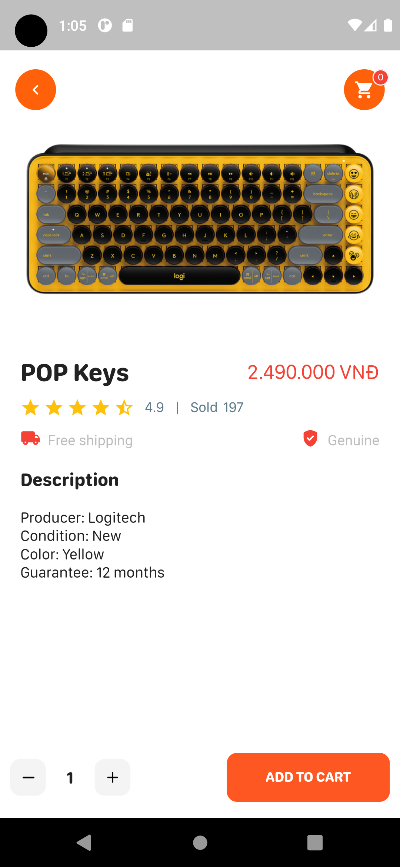 1:05
0
logi
POP Keys
2.490.000 VNĐ
4.9 | Sold 197
Free shipping
Genuine
Description
Producer: Logitech
Condition: New
Color: Yellow
Guarantee: 12 months
1
ADD TO CART